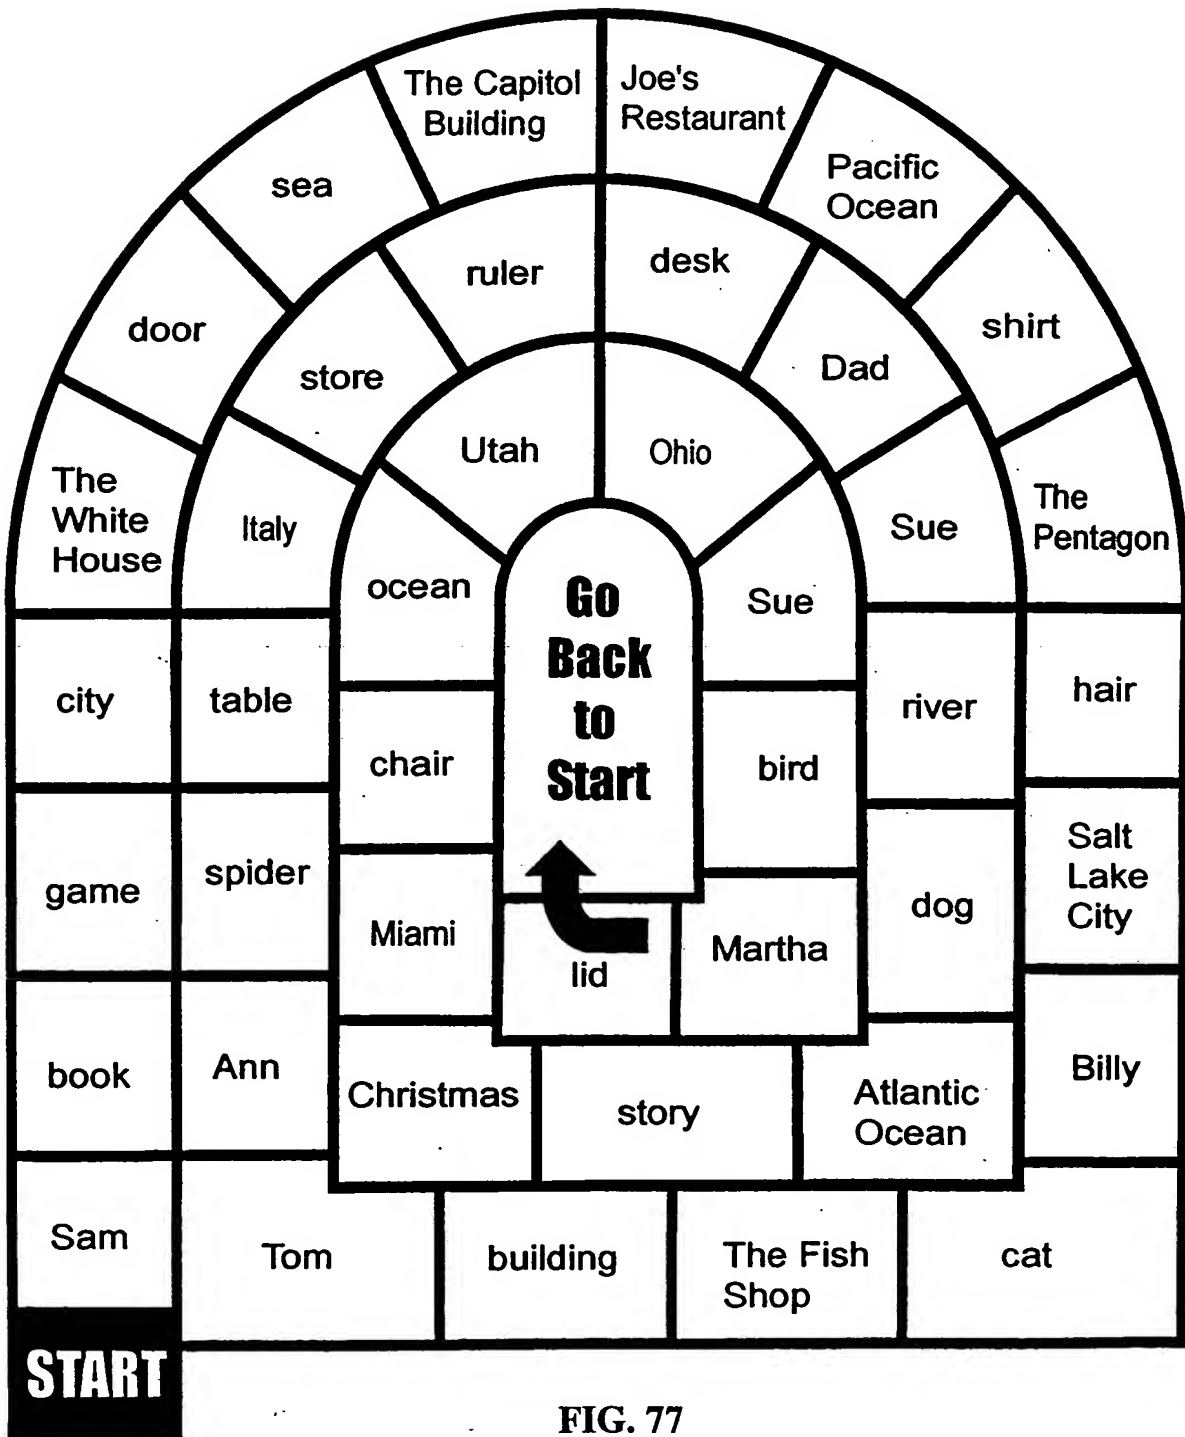 The Capitol
Building
Joe's
Restaurant
sea
Pacific
Ocean
door
ruler
desk
shirt
store
Dad
The
White
House
Italy
Utah
Ohio
Sue
The
Pentagon
ocean
Go
Back
to
Start
Sue
city
table
chair
bird
river
hair
game
spider
Miami
lid
Martha
dog
Salt
Lake
City
book
Ann
Christmas
story
Atlantic
Ocean
Billy
Sam
Tom
building
The Fish
Shop
cat
START
FIG. 77